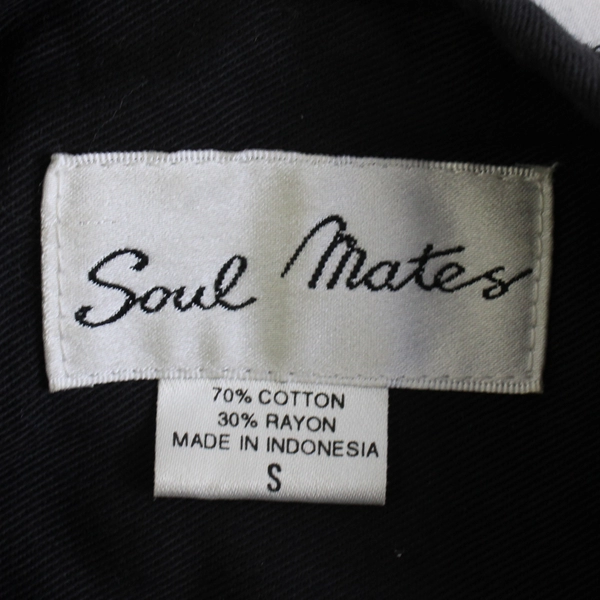 Soul Mates
70% COTTON
30% RAYON
MADE IN INDONESIA
S